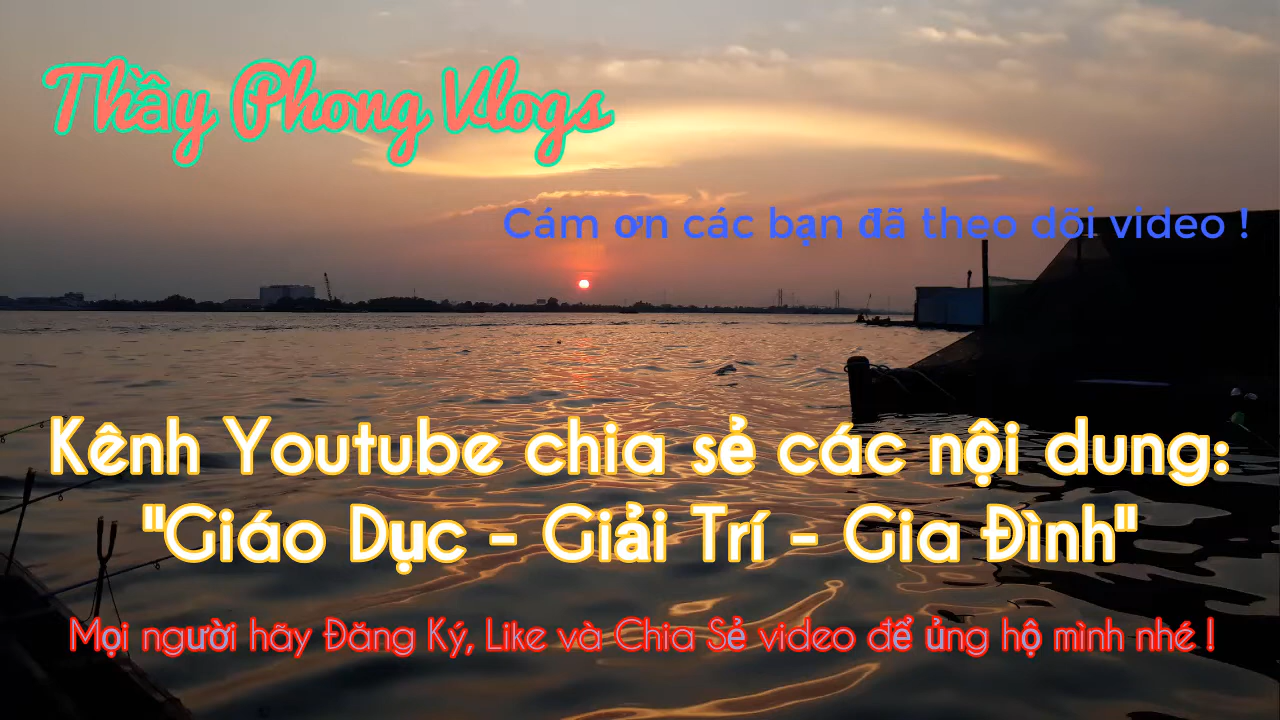 Thầy Phong Vlogs
Cám ơn các bạn đã theo dõi video !
Kênh Youtube chia sẻ các nội dung:
"Giáo Dục - Giải Trí - Gia Đình"
Mọi người hãy Đăng Ký, Like và Chia Sẻ video để ủng hộ mình nhé !